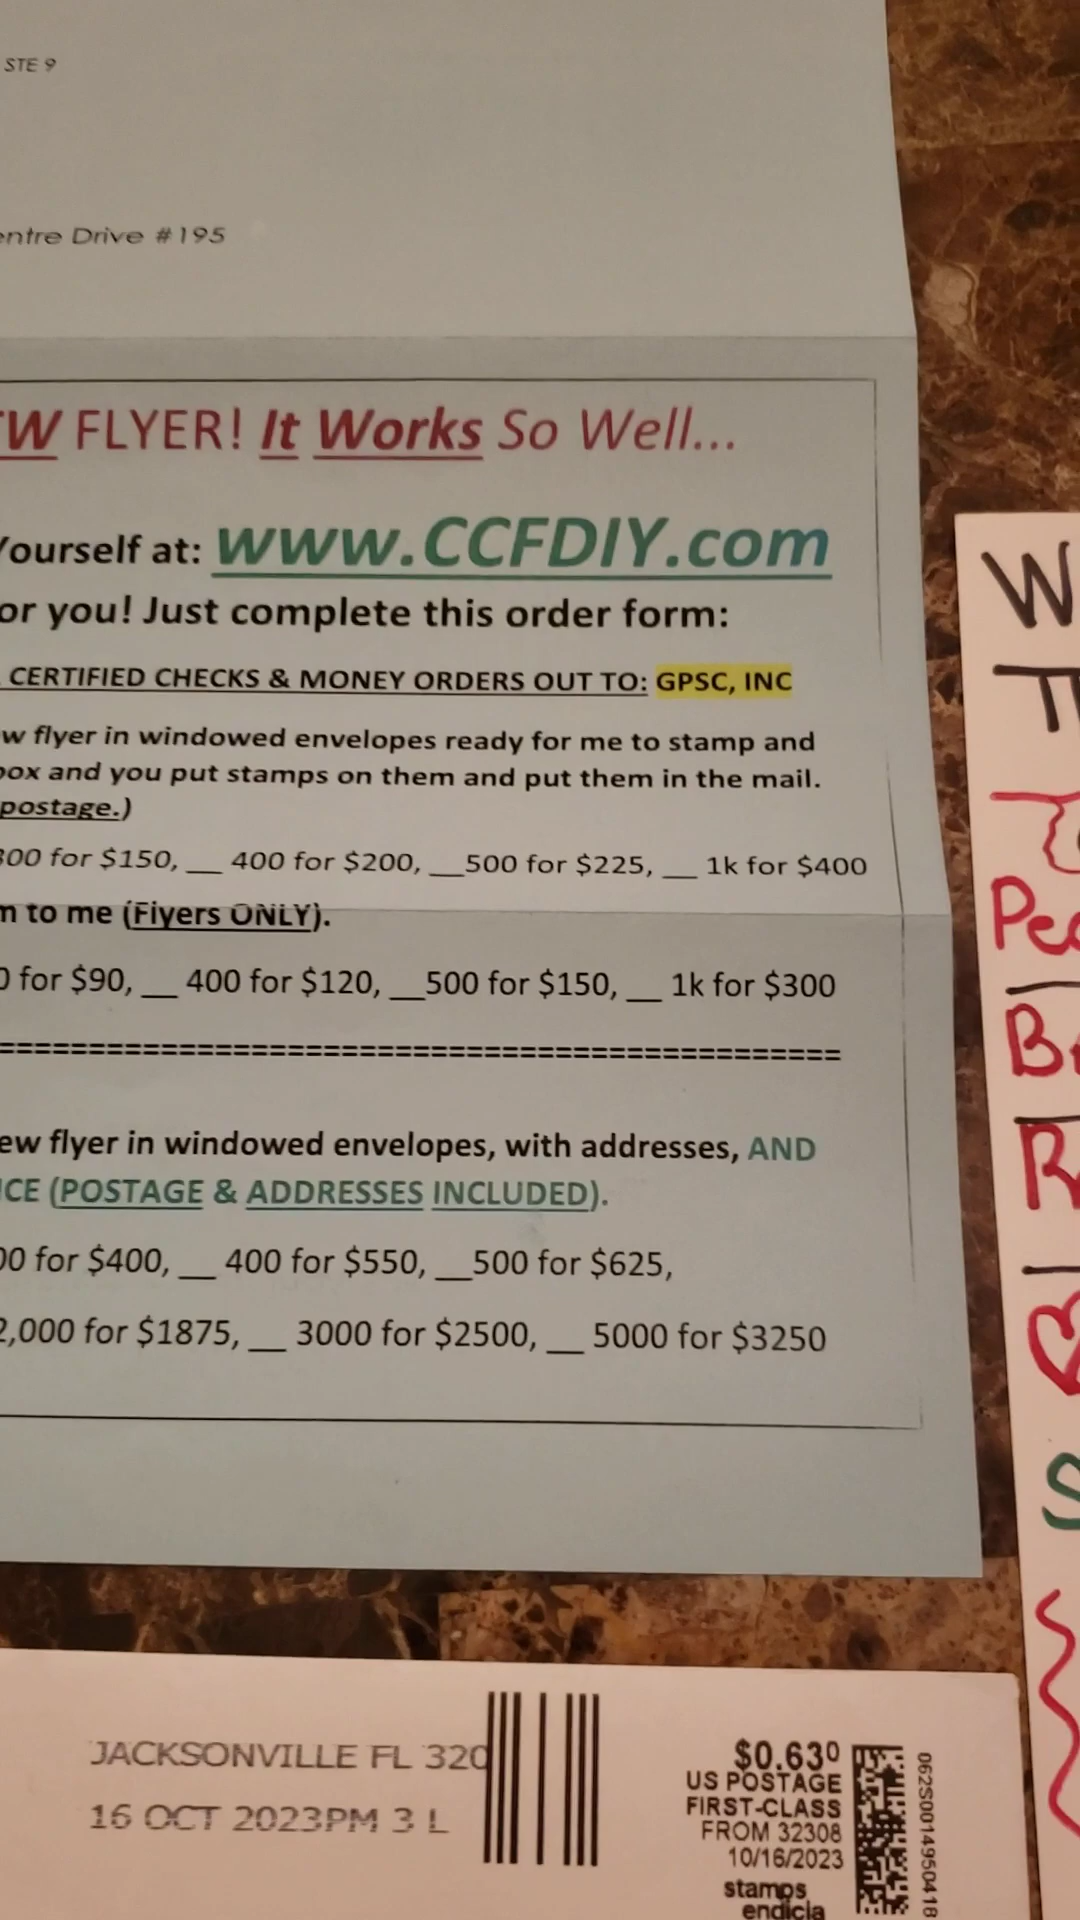 STE 9
entre Drive #195
W FLYER! It Works So Well...
Yourself at: www.CCFDIY.com
or you! Just complete this order form:
CERTIFIED CHECKS & MONEY ORDERS OUT TO: GPSC, INC
w flyer in windowed envelopes ready for me to stamp and
box and you put stamps on them and put them in the mail.
postage.)
300 for $150, __ 400 for $200, __500 for $225, __ 1k for $400
m to me (Flyers ONLY).
0 for $90, __ 400 for $120, __500 for $150, __ 1k for $300
==================================================
ew flyer in windowed envelopes, with addresses, AND
ICE (POSTAGE & ADDRESSES INCLUDED).
00 for $400, __ 400 for $550, __500 for $625,
2,000 for $1875, __ 3000 for $2500, __ 5000 for $3250
W
T
Pe
B
R
S
JACKSONVILLE FL 320
16 OCT 2023PM 3 L
$0.630
US POSTAGE
FIRST-CLASS
FROM 32308
10/16/2023
stamps
endicia
062S0014950418